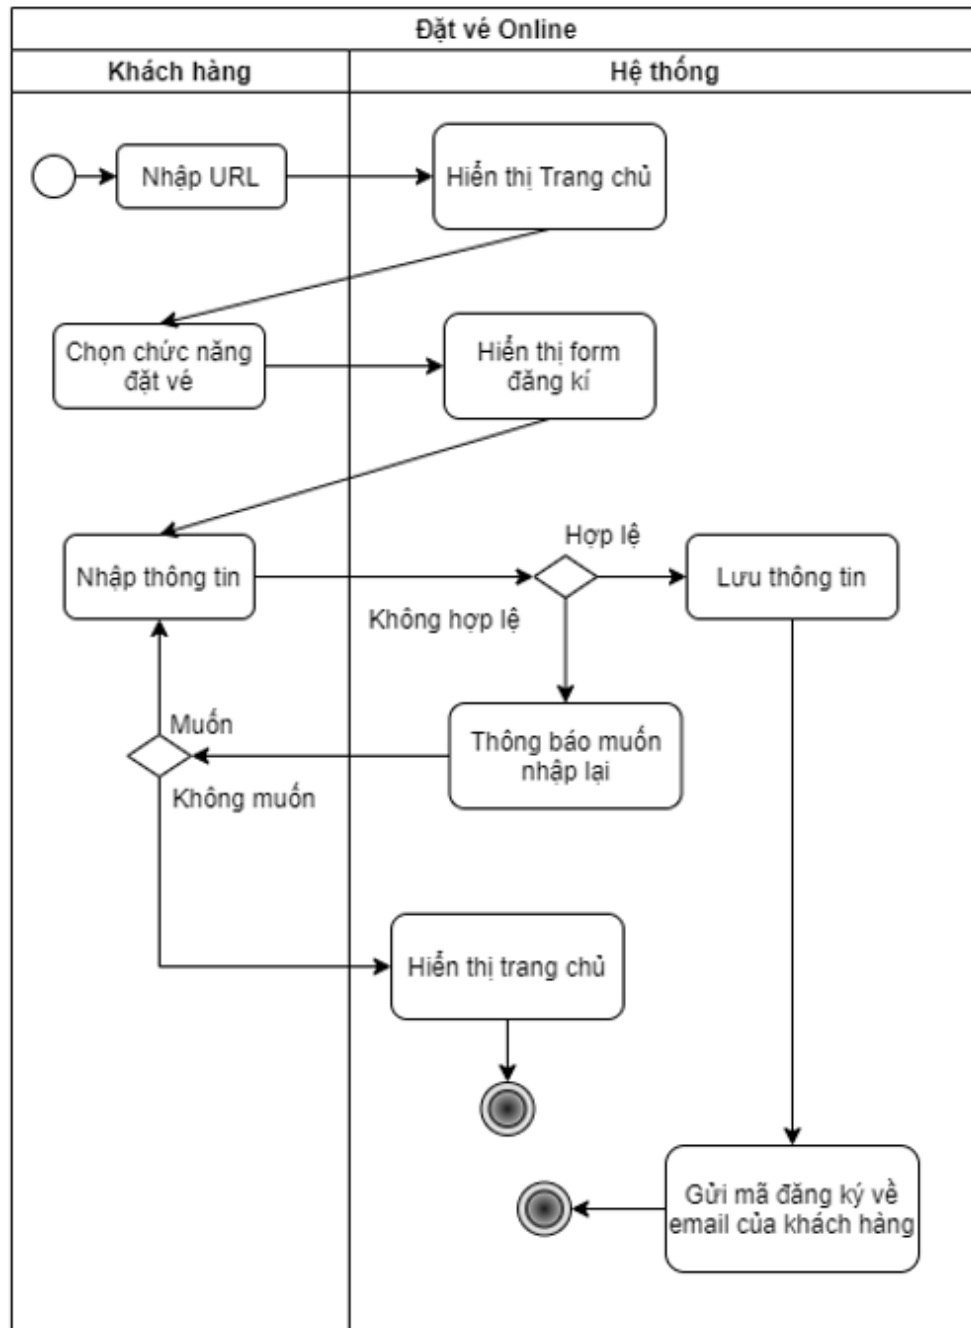 Đặt vé Online
Khách hàng
Hệ thống
Nhập URL
Hiển thị Trang chủ
Chọn chức năng
đặt vé
Hiển thị form
đăng kí
Nhập thông tin
Hợp lệ
Không hợp lệ
Lưu thông tin
Muốn
Không muốn
Thông báo muốn
nhập lại
Hiển thị trang chủ
Gửi mã đăng ký về
email của khách hàng